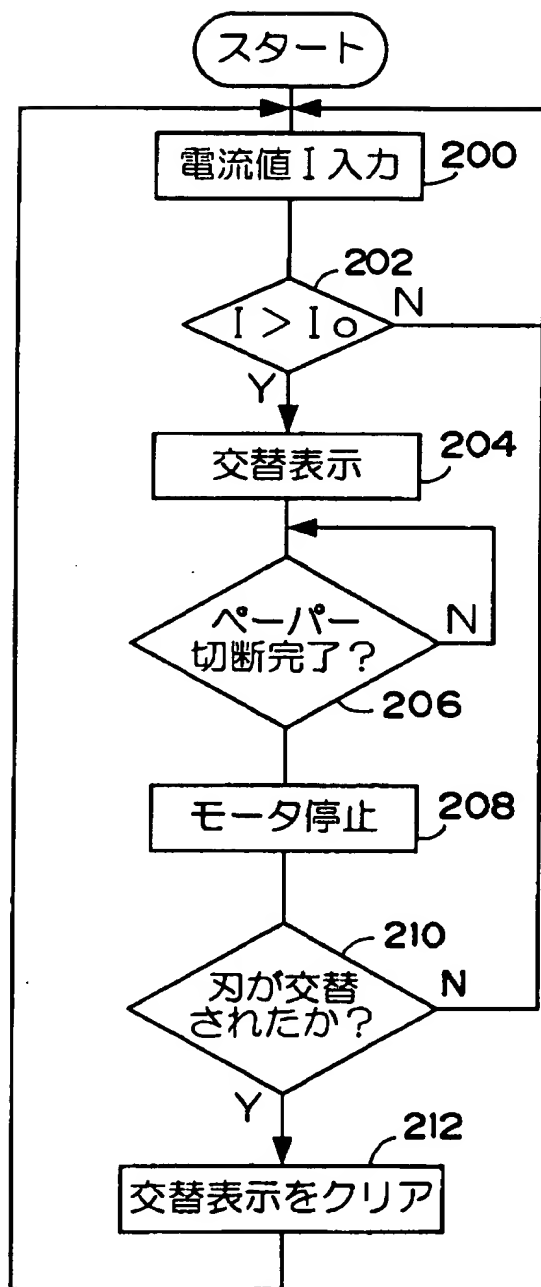 スタート
電流値I入力
200
202
I>Io
N
Y
交替表示
204
ペーパー
切断完了?
N
206
モータ停止
208
210
刃が交替
されたか?
N
Y
212
交替表示をクリア